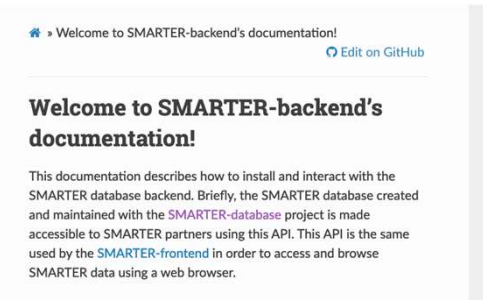 » Welcome to SMARTER-backend's documentation!
Edit on GitHub
Welcome to SMARTER-backend's
documentation!
This documentation describes how to install and interact with the
SMARTER database backend. Briefly, the SMARTER database created
and maintained with the SMARTER-database project is made
accessible to SMARTER partners using this API. This API is the same
used by the SMARTER-frontend in order to access and browse
SMARTER data using a web browser.